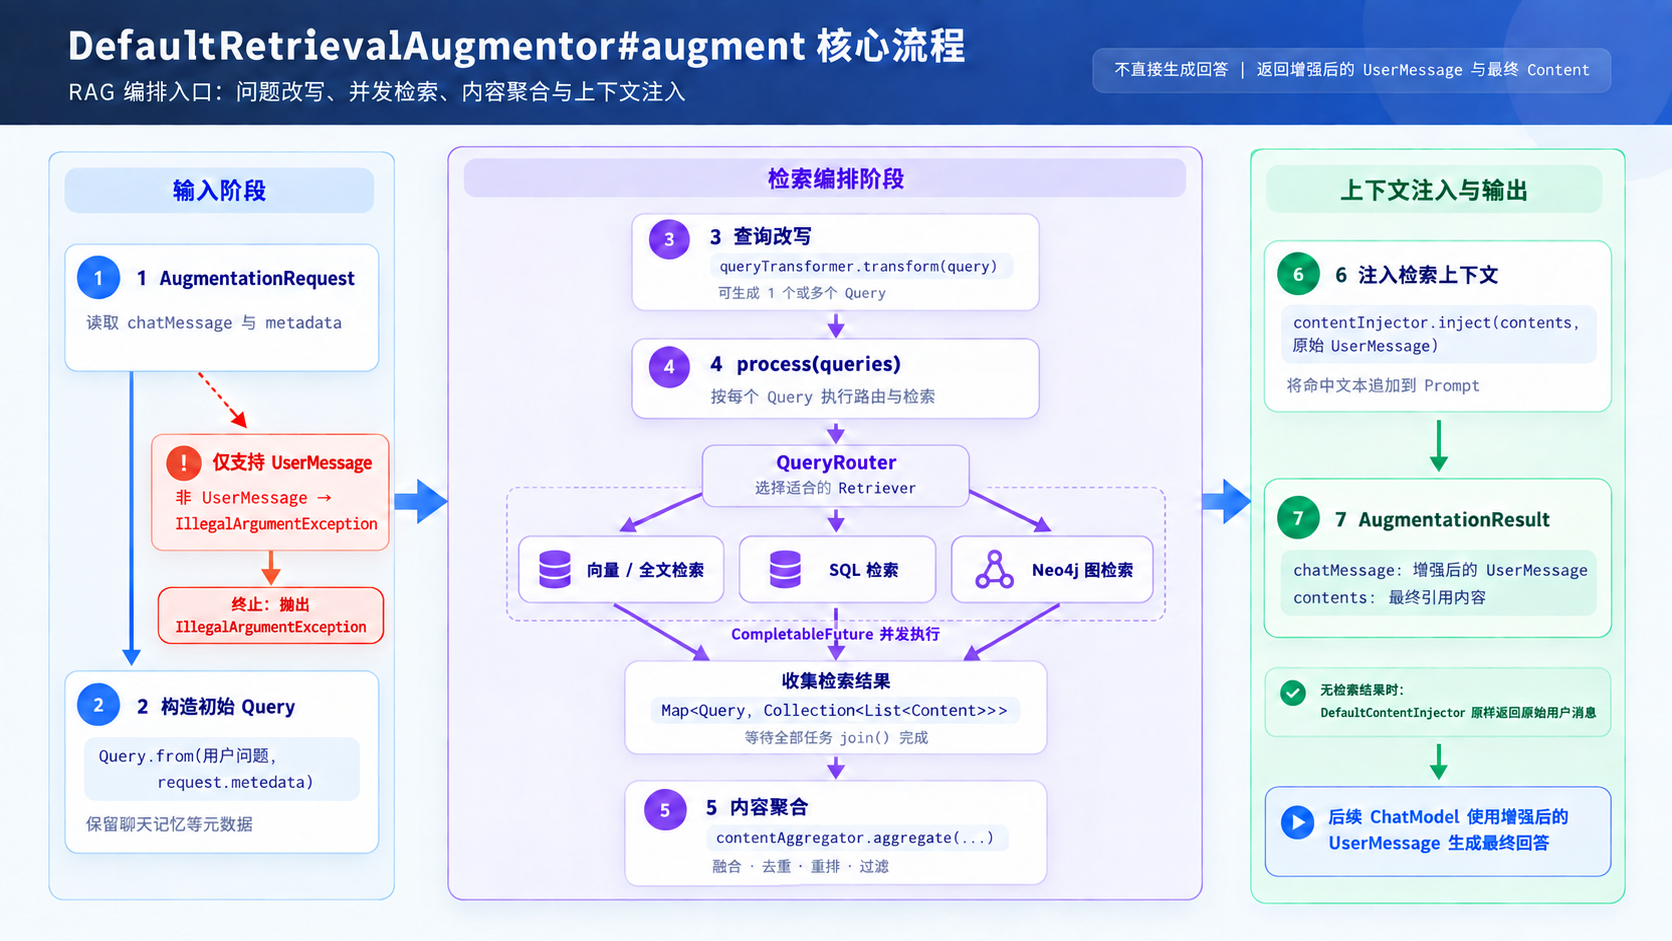 DefaultRetrievalAugmentor#augment 核心流程
RAG 编排入口：问题改写、并发检索、内容聚合与上下文注入
不直接生成回答 | 返回增强后的 UserMessage 与最终 Content
输入阶段
1
1 AugmentationRequest
读取 chatMessage 与 metadata
! 仅支持 UserMessage
非 UserMessage →
IllegalArgumentException
终止：抛出
IllegalArgumentException
2
2 构造初始 Query
Query.from(用户问题,
request.metedata)
保留聊天记忆等元数据
检索编排阶段
3
3 查询改写
queryTransformer.transform(query)
可生成 1 个或多个 Query
4
4 process(queries)
按每个 Query 执行路由与检索
QueryRouter
选择适合的 Retriever
向量 / 全文检索
SQL 检索
Neo4j 图检索
CompletableFuture 并发执行
收集检索结果
Map<Query, Collection<List<Content>>>
等待全部任务 join() 完成
5
5 内容聚合
contentAggregator.aggregate(...)
融合 · 去重 · 重排 · 过滤
上下文注入与输出
6
6 注入检索上下文
contentInjector.inject(contents,
原始 UserMessage)
将命中文本追加到 Prompt
7
7 AugmentationResult
chatMessage: 增强后的 UserMessage
contents: 最终引用内容
无检索结果时：
DefaultContentInjector 原样返回原始用户消息
后续 ChatModel 使用增强后的
UserMessage 生成最终回答